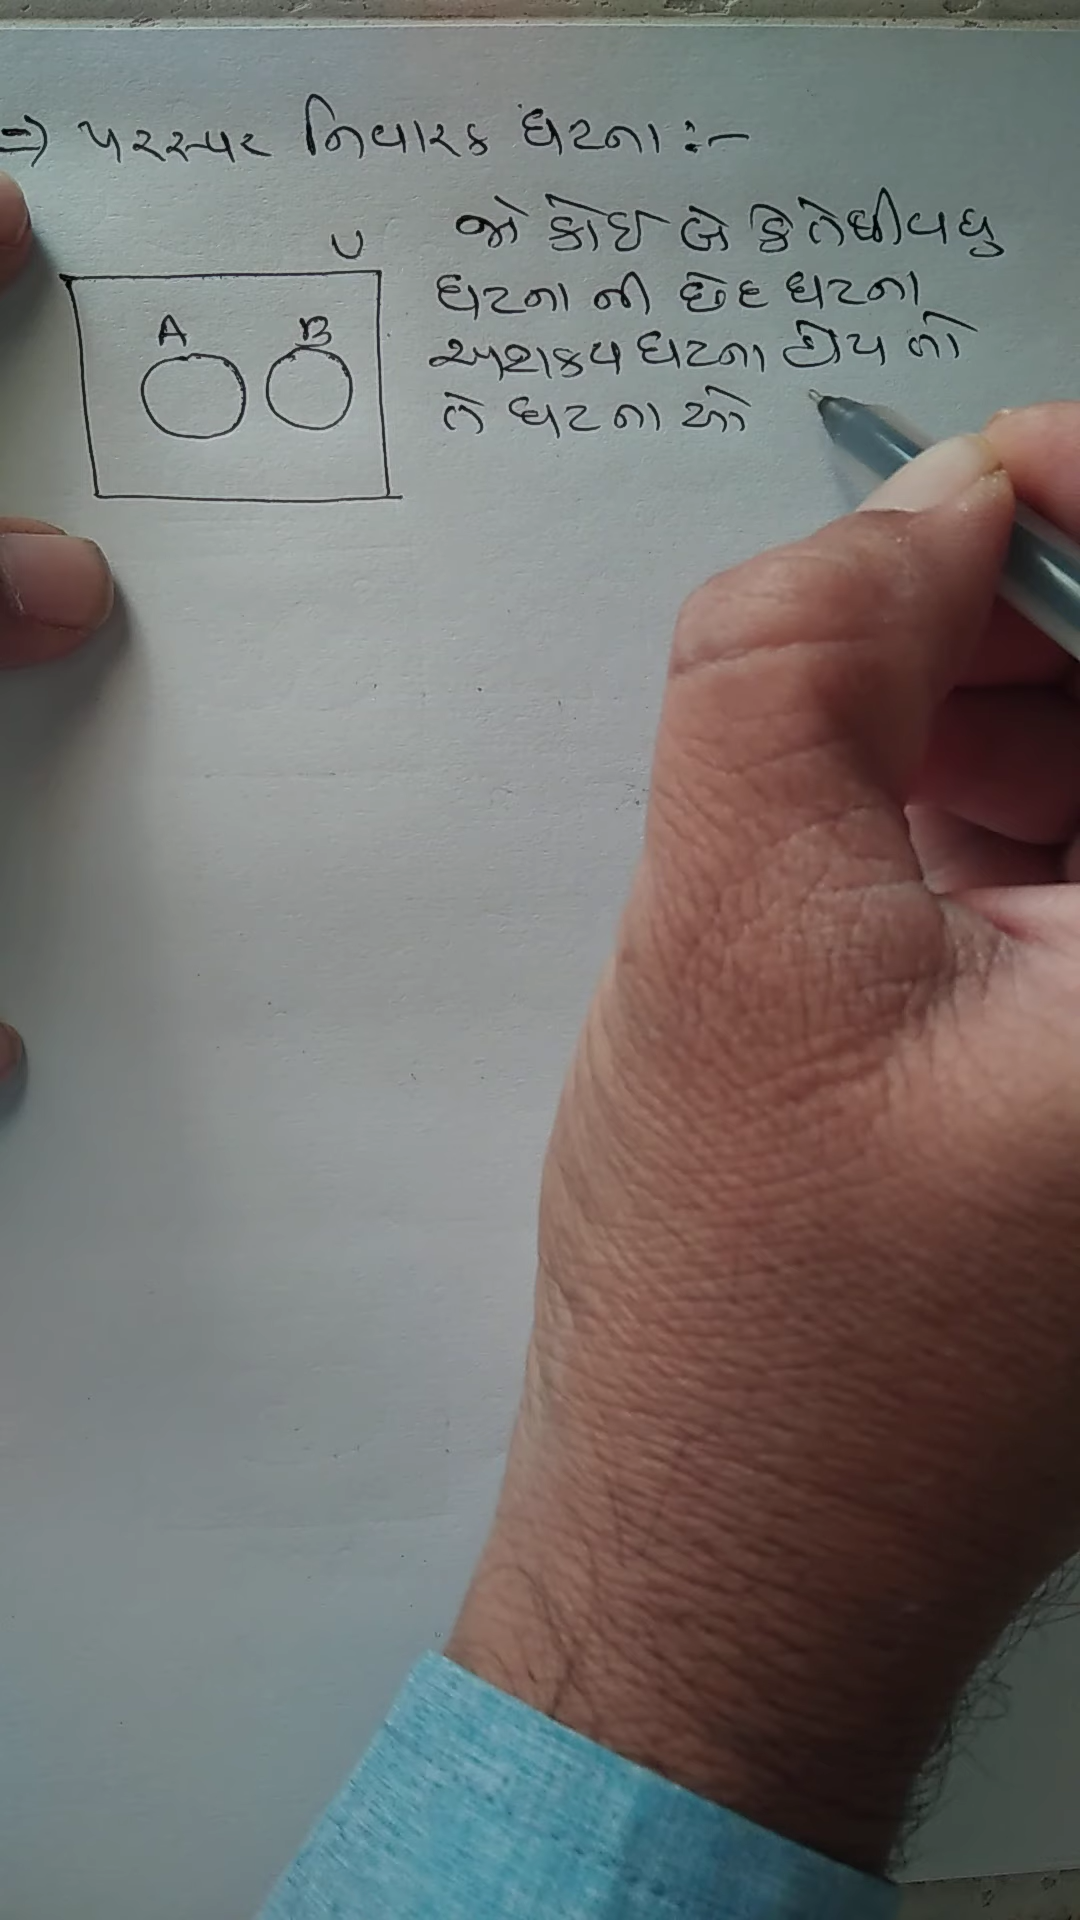 => પરસ્પર નિવારક ઘટના :-
જો કોઈ બે કે તેથી વધુ
ઘટના ની છેદ ઘટના
અશક્ય ઘટના હોય તો
તે ઘટના ઓ
U
A B